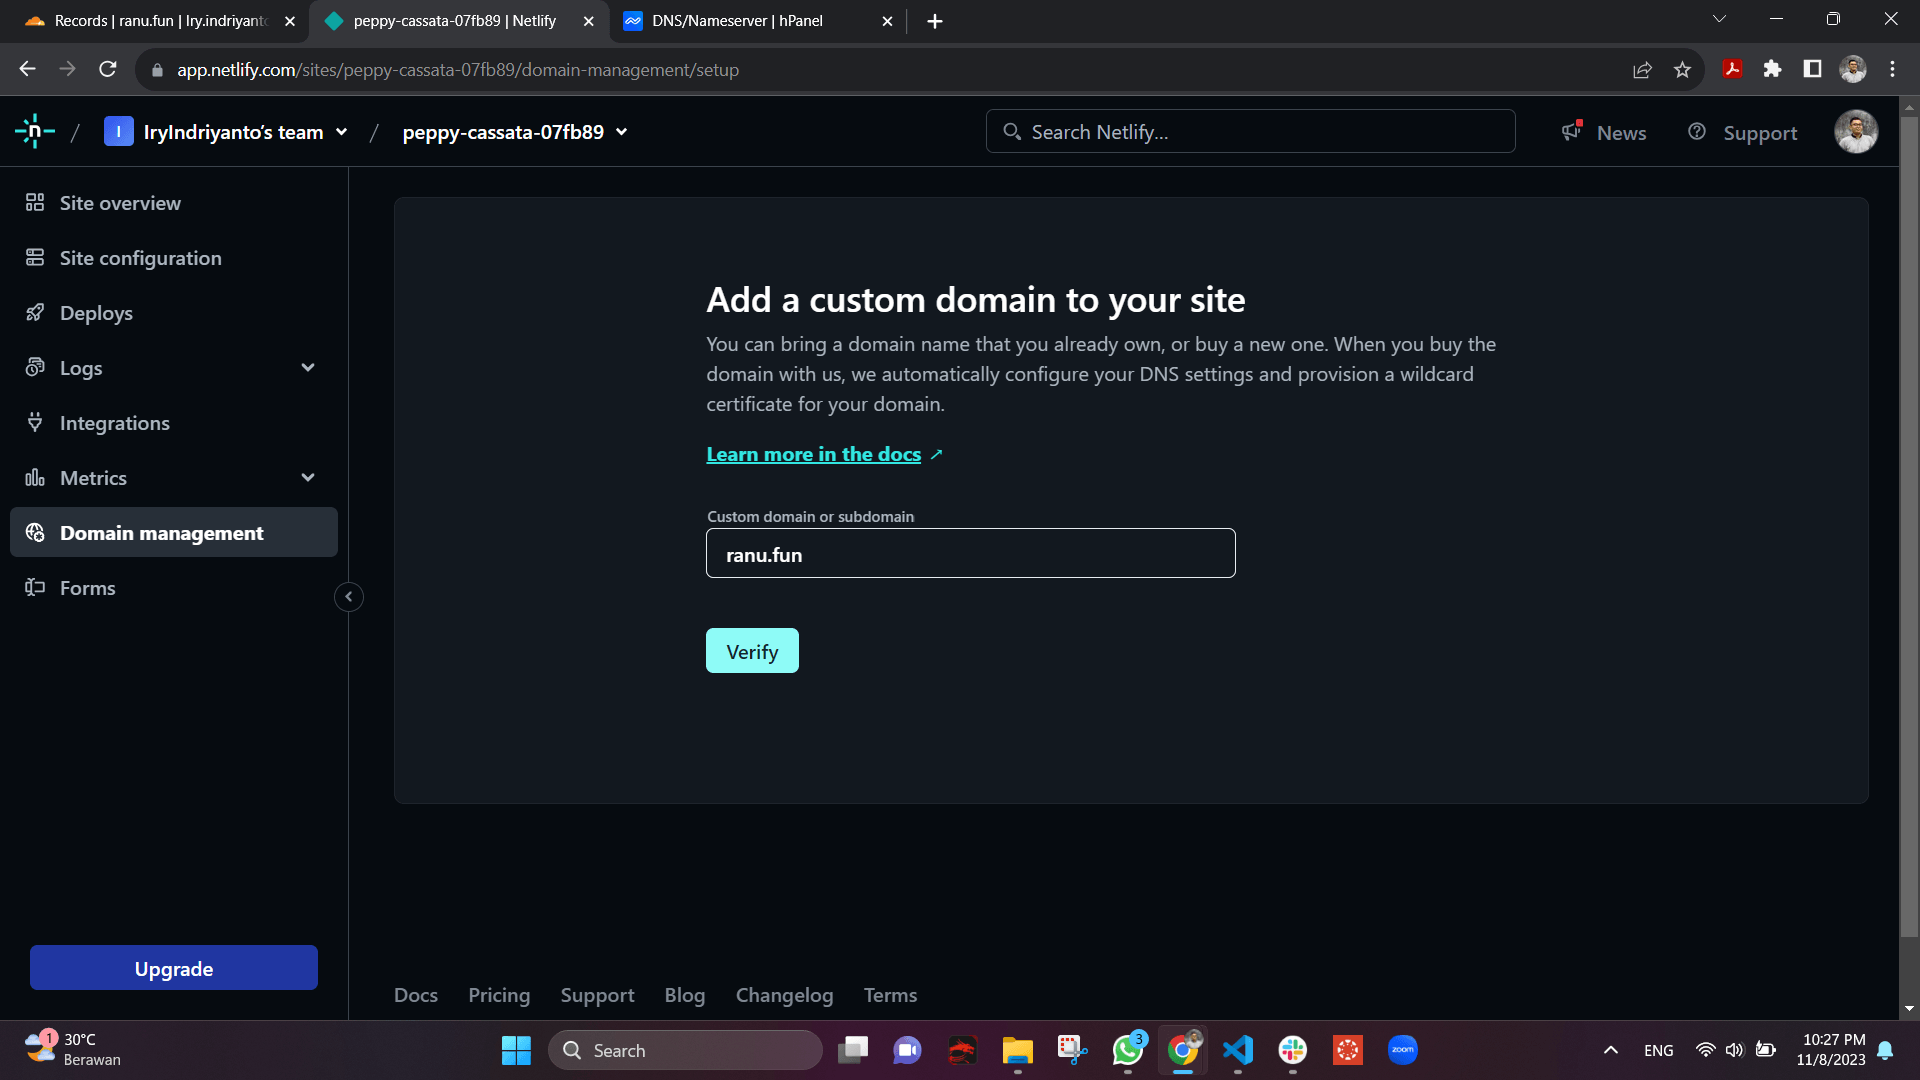 Records | ranu.fun | Iry.indriyanto
peppy-cassata-07fb89 | Netlify
DNS/Nameserver | hPanel
app.netlify.com/sites/peppy-cassata-07fb89/domain-management/setup
n
/
I
IryIndriyanto's team
/
peppy-cassata-07fb89
Search Netlify...
News
Support
Site overview
Site configuration
Deploys
Logs
Integrations
Metrics
Domain management
Forms
Upgrade
Add a custom domain to your site
You can bring a domain name that you already own, or buy a new one. When you buy the
domain with us, we automatically configure your DNS settings and provision a wildcard
certificate for your domain.
Learn more in the docs ↗
Custom domain or subdomain
ranu.fun
Verify
Docs
Pricing
Support
Blog
Changelog
Terms
1
30°C
Berawan
Search
3
zoom
ENG
10:27 PM
11/8/2023